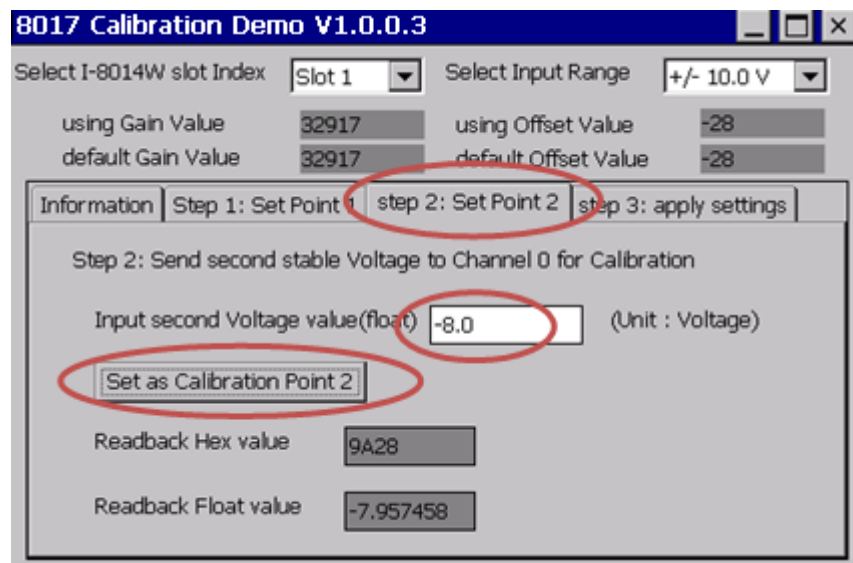 8017 Calibration Demo V1.0.0.3
Select I-8014W slot Index Slot 1 Select Input Range +/- 10.0 V
using Gain Value 32917 using Offset Value -28
default Gain Value 32917 default Offset Value -28
Information Step 1: Set Point 1 step 2: Set Point 2 step 3: apply settings
Step 2: Send second stable Voltage to Channel 0 for Calibration
Input second Voltage value(float) -8.0 (Unit : Voltage)
Set as Calibration Point 2
Readback Hex value 9A28
Readback Float value -7.957458